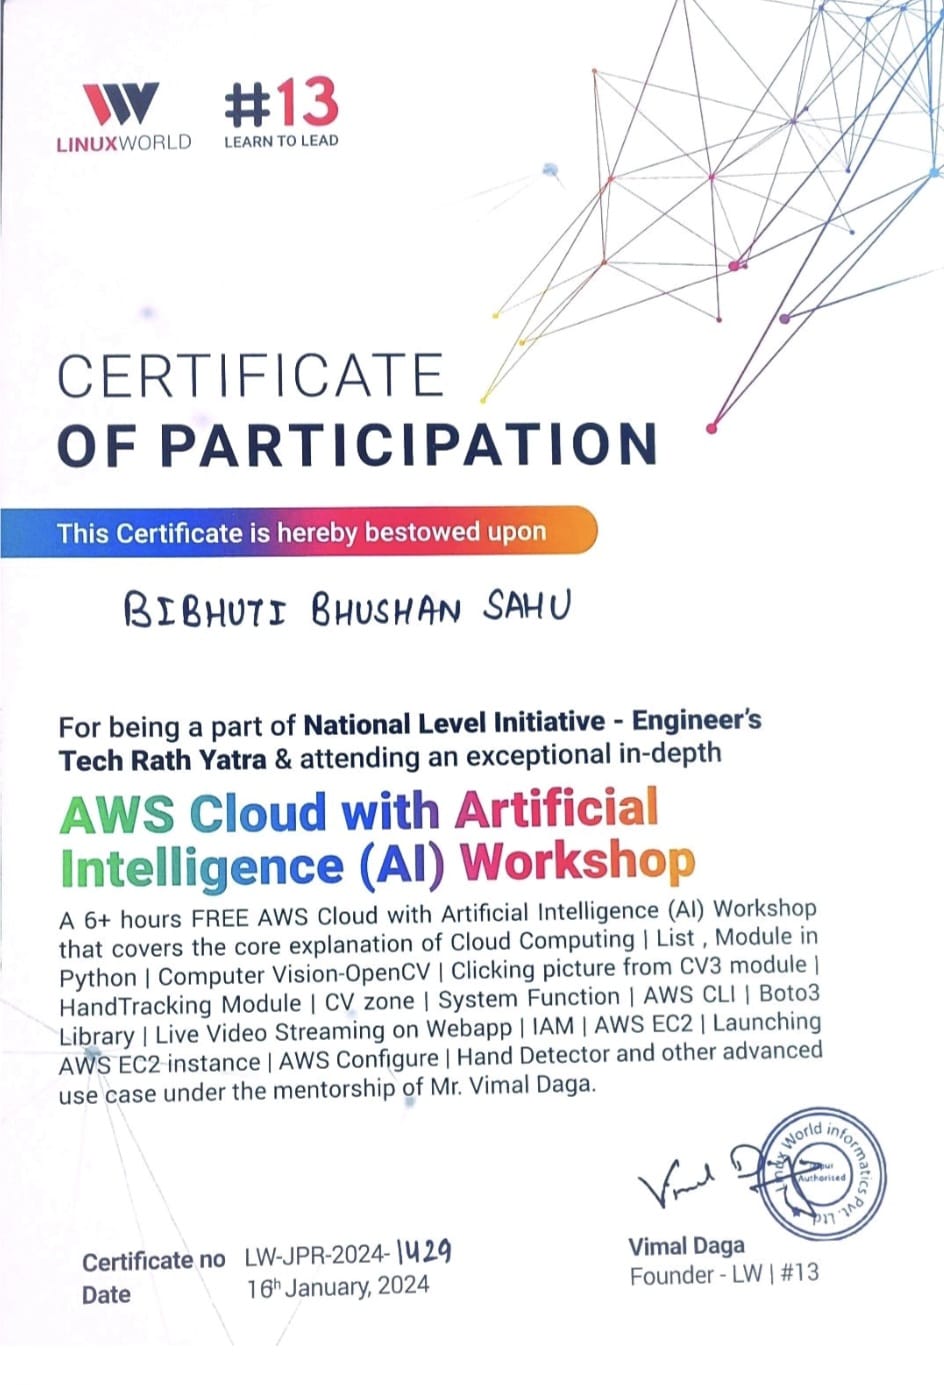 LINUXWORLD
#13
LEARN TO LEAD
CERTIFICATE
OF PARTICIPATION
This Certificate is hereby bestowed upon
BIBHUTI BHUSHAN SAHU
For being a part of National Level Initiative - Engineer's
Tech Rath Yatra & attending an exceptional in-depth
AWS Cloud with Artificial
Intelligence (AI) Workshop
A 6+ hours FREE AWS Cloud with Artificial Intelligence (AI) Workshop
that covers the core explanation of Cloud Computing | List , Module in
Python | Computer Vision-OpenCV | Clicking picture from CV3 module |
HandTracking Module | CV zone | System Function | AWS CLI | Boto3
Library | Live Video Streaming on Webapp | IAM | AWS EC2 | Launching
AWS EC2 instance | AWS Configure | Hand Detector and other advanced
use case under the mentorship of Mr. Vimal Daga.
World informatics Pvt. Ltd
Authorised
Certificate no LW-JPR-2024-1429
Date 16h January, 2024
Vimal Daga
Founder - LW | #13